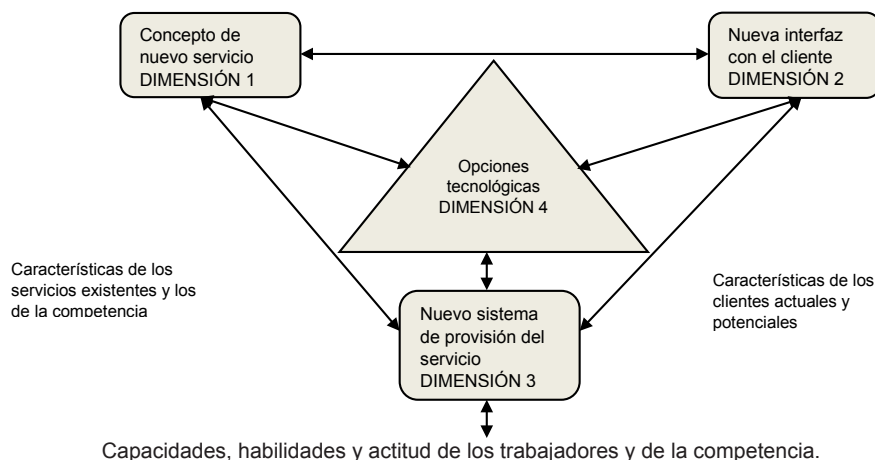 Concepto de
nuevo servicio
DIMENSIÓN 1
Nueva interfaz
con el cliente
DIMENSIÓN 2
Opciones
tecnológicas
DIMENSIÓN 4
Características de los
servicios existentes y los
de la competencia
Características de los
clientes actuales y
potenciales
Nuevo sistema
de provisión del
servicio
DIMENSIÓN 3
Capacidades, habilidades y actitud de los trabajadores y de la competencia.